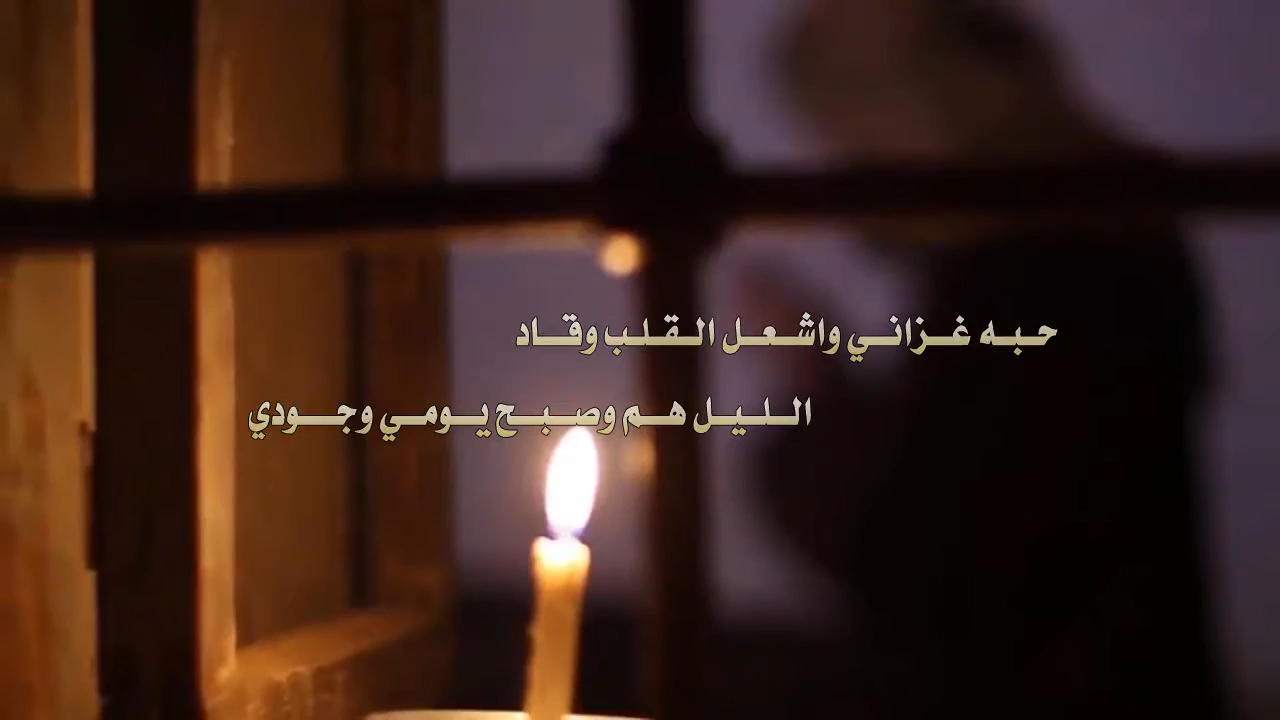 حبه غزاني واشعل القلب وقاد
الليل هم وصبح يومي وجودي